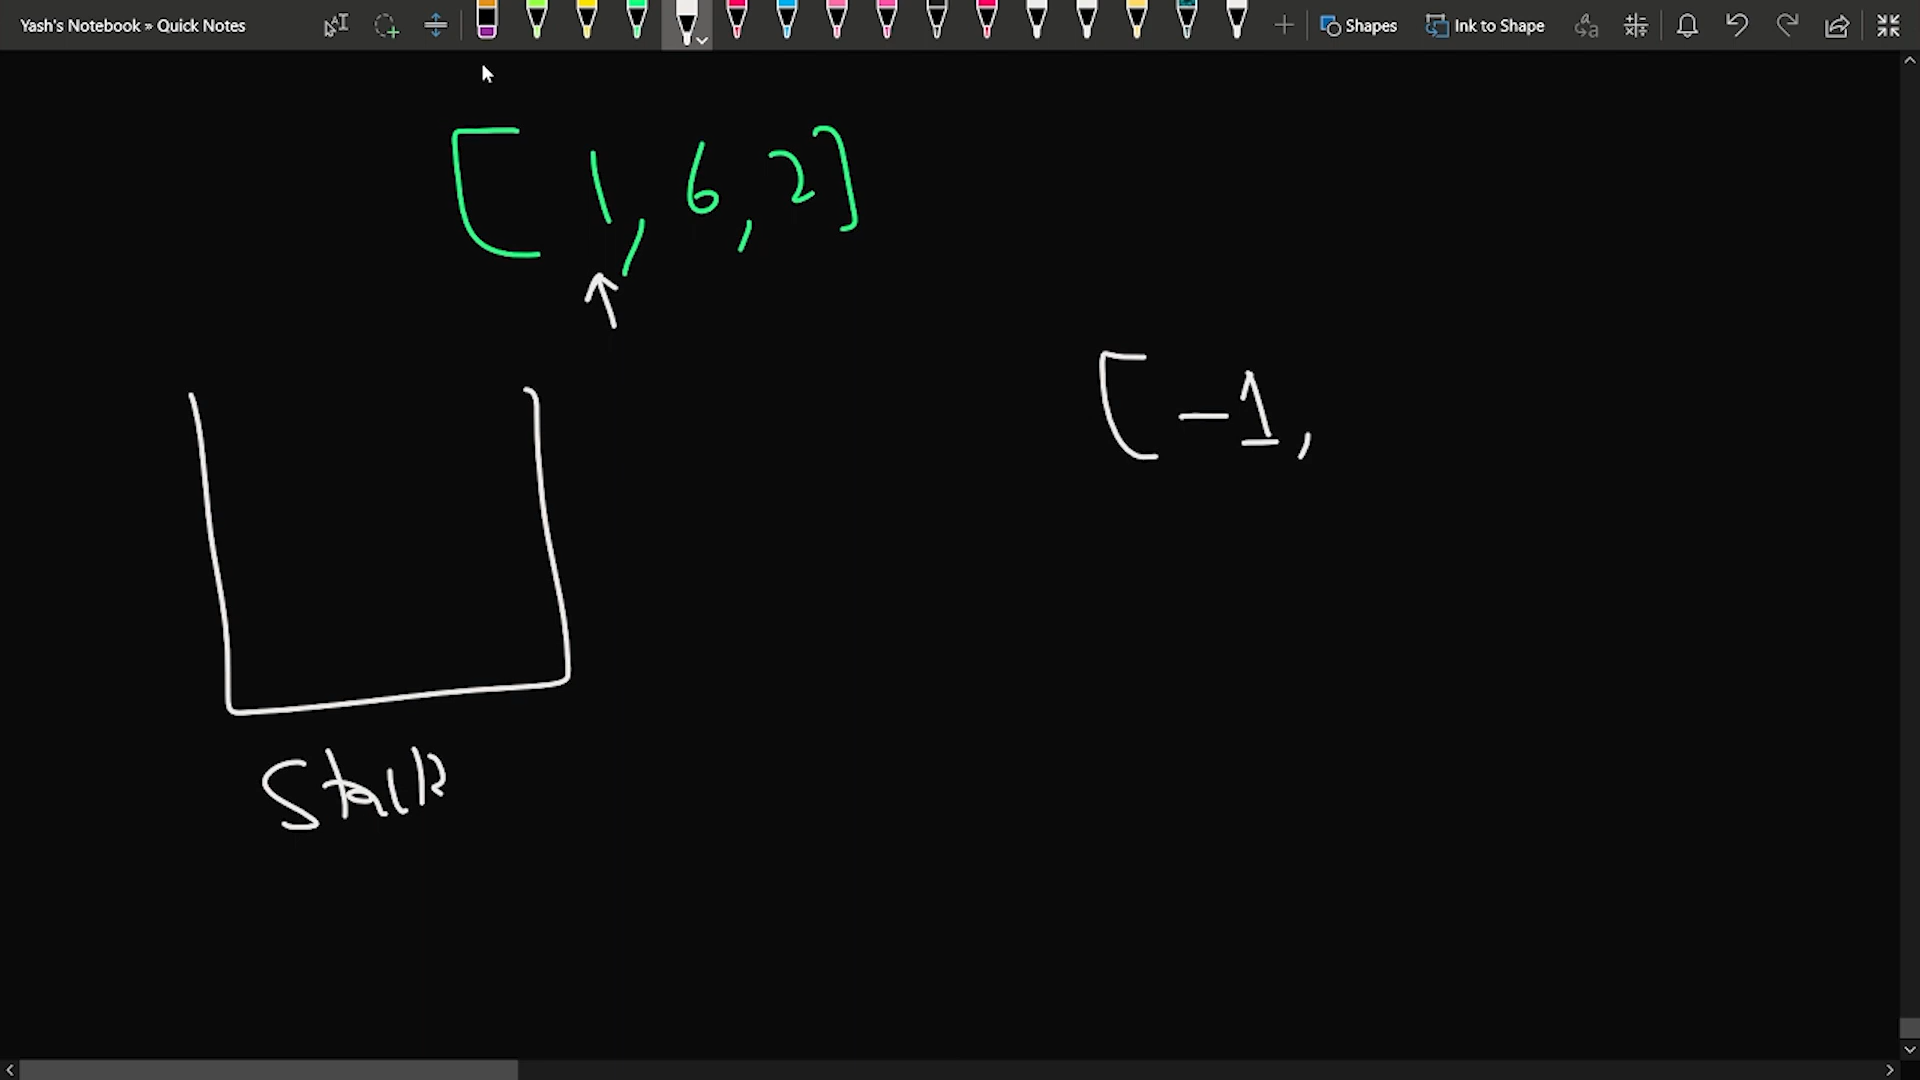 Yash's Notebook » Quick Notes Shapes Ink to Shape
[ 1, 6, 2]
[ -1,
Stack